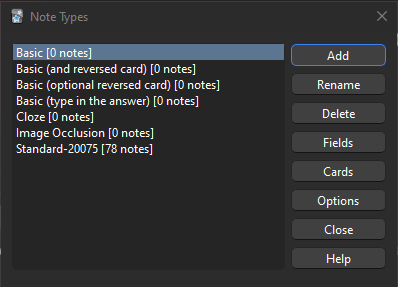 Note Types
Basic [0 notes]
Basic (and reversed card) [0 notes]
Basic (optional reversed card) [0 notes]
Basic (type in the answer) [0 notes]
Cloze [0 notes]
Image Occlusion [0 notes]
Standard-20075 [78 notes]
Add
Rename
Delete
Fields
Cards
Options
Close
Help